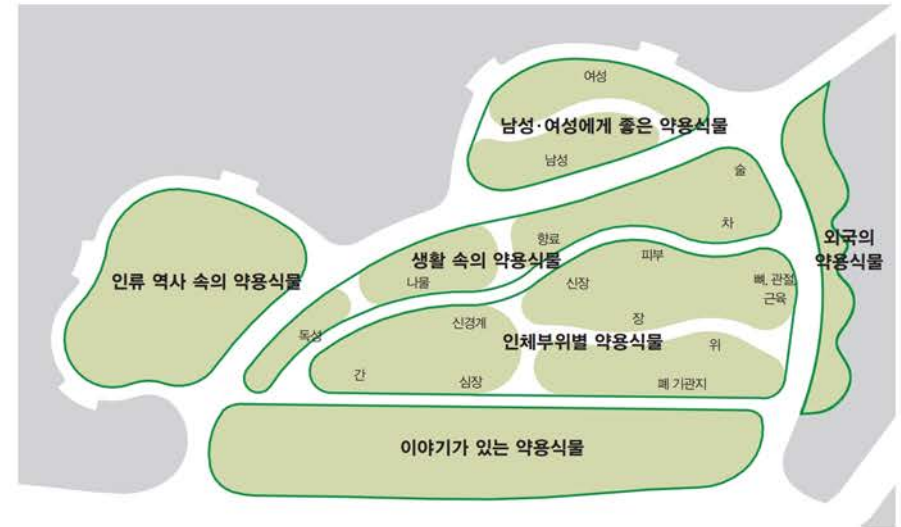 여성
남성·여성에게 좋은 약용식물
남성
술
차
향료
외국의
약용식물
생활 속의 약용식물
피부
인류 역사 속의 약용식물
나물
신장
뼈, 관절,
근육
장
신경계
독성
인체부위별 약용식물
위
간
심장
폐 기관지
이야기가 있는 약용식물